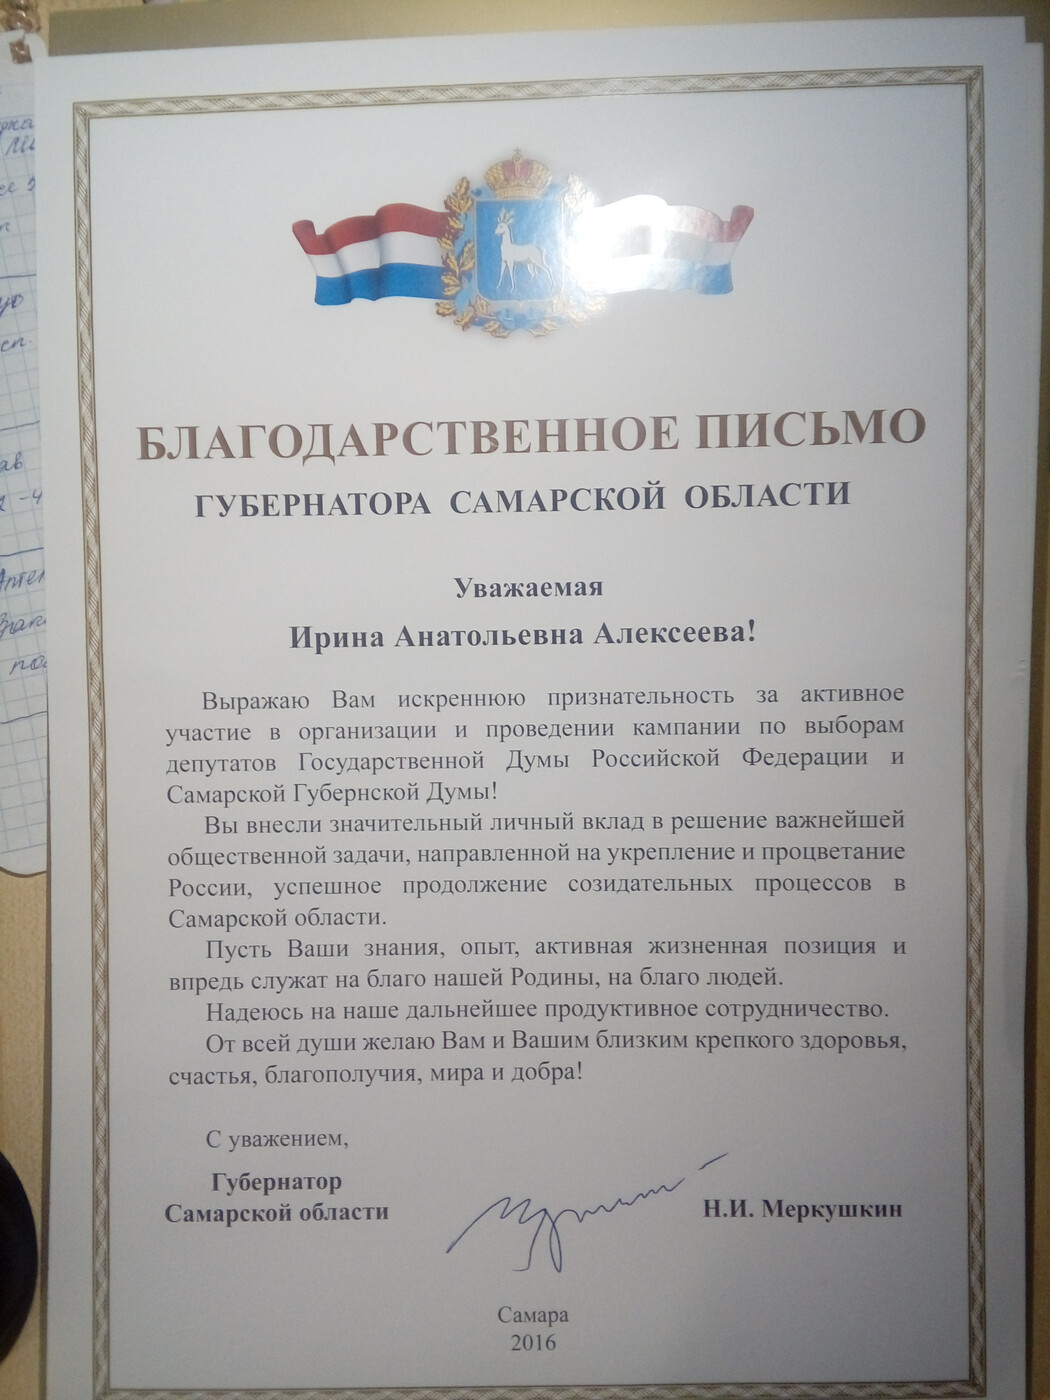 БЛАГОДАРСТВЕННОЕ ПИСЬМО
ГУБЕРНАТОРА САМАРСКОЙ ОБЛАСТИ
Уважаемая
Ирина Анатольевна Алексеева!
Выражаю Вам искреннюю признательность за активное
участие в организации и проведении кампании по выборам
депутатов Государственной Думы Российской Федерации и
Самарской Губернской Думы!
Вы внесли значительный личный вклад в решение важнейшей
общественной задачи, направленной на укрепление и процветание
России, успешное продолжение созидательных процессов в
Самарской области.
Пусть Ваши знания, опыт, активная жизненная позиция и
впредь служат на благо нашей Родины, на благо людей.
Надеюсь на наше дальнейшее продуктивное сотрудничество.
От всей души желаю Вам и Вашим близким крепкого здоровья,
счастья, благополучия, мира и добра!
С уважением,
Губернатор
Самарской области
Н.И. Меркушкин
Самара
2016